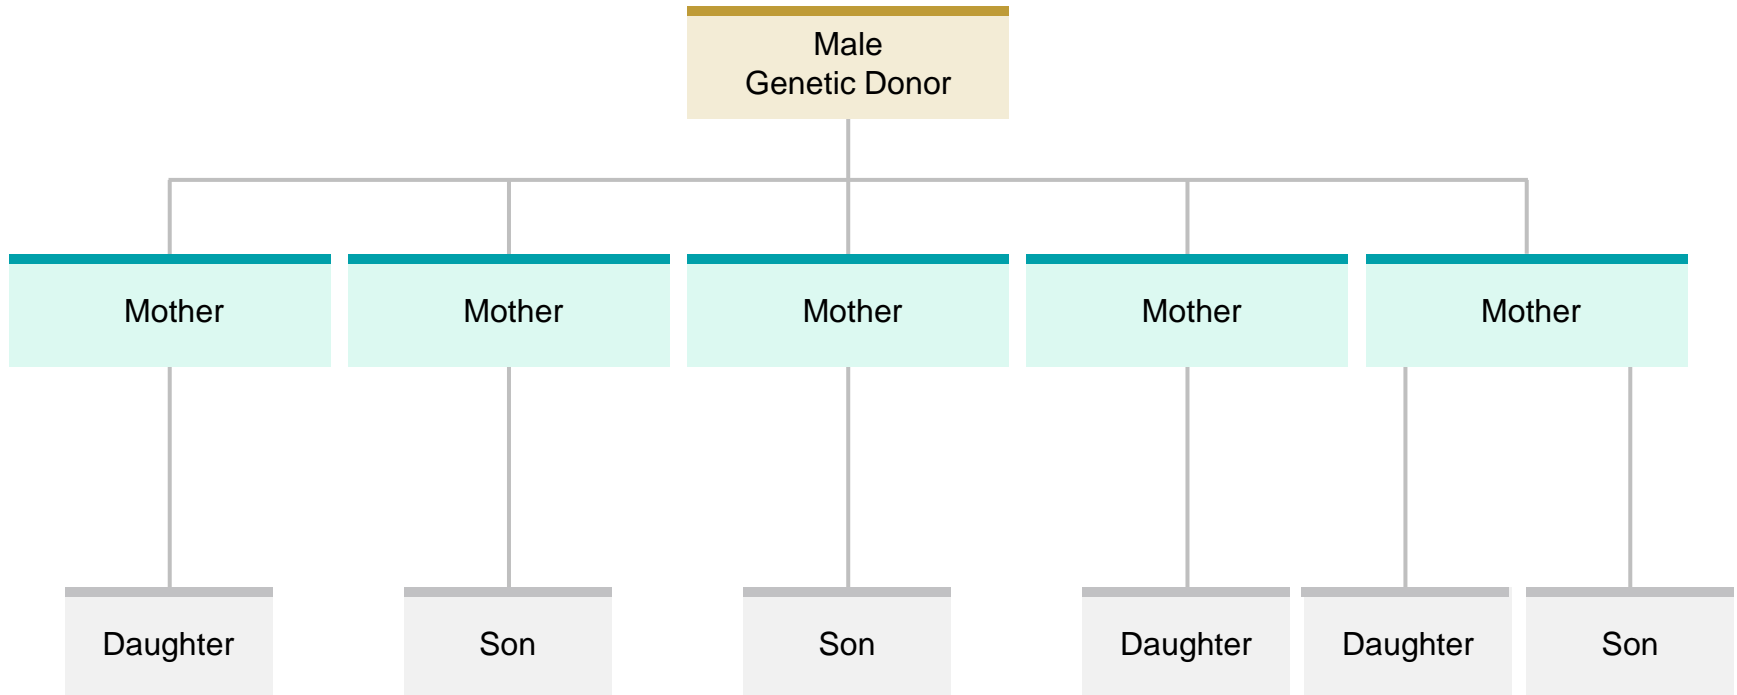 Male
Genetic Donor
Mother
Mother
Mother
Mother
Mother
Daughter
Son
Son
Daughter
Daughter
Son